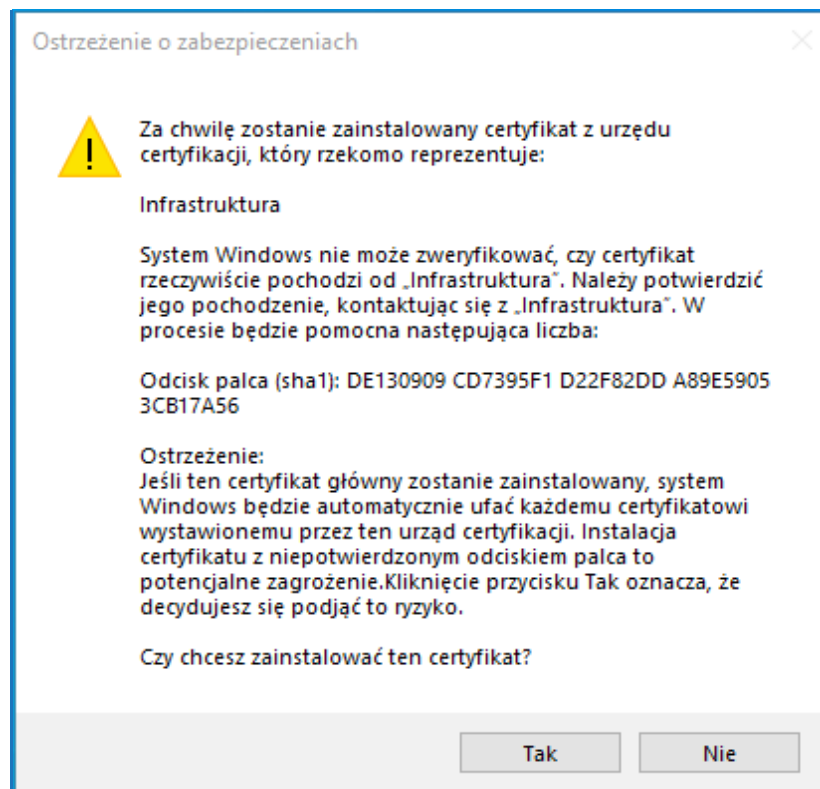 Ostrzeżenie o zabezpieczeniach
Za chwilę zostanie zainstalowany certyfikat z urzędu
certyfikacji, który rzekomo reprezentuje:
Infrastruktura
System Windows nie może zweryfikować, czy certyfikat
rzeczywiście pochodzi od „Infrastruktura”. Należy potwierdzić
jego pochodzenie, kontaktując się z „Infrastruktura”. W
procesie będzie pomocna następująca liczba:
Odcisk palca (sha1): DE130909 CD7395F1 D22F82DD A89E5905
3CB17A56
Ostrzeżenie:
Jeśli ten certyfikat główny zostanie zainstalowany, system
Windows będzie automatycznie ufać każdemu certyfikatowi
wystawionemu przez ten urząd certyfikacji. Instalacja
certyfikatu z niepotwierdzonym odciskiem palca to
potencjalne zagrożenie.Kliknięcie przycisku Tak oznacza, że
decydujesz się podjąć to ryzyko.
Czy chcesz zainstalować ten certyfikat?
Tak
Nie